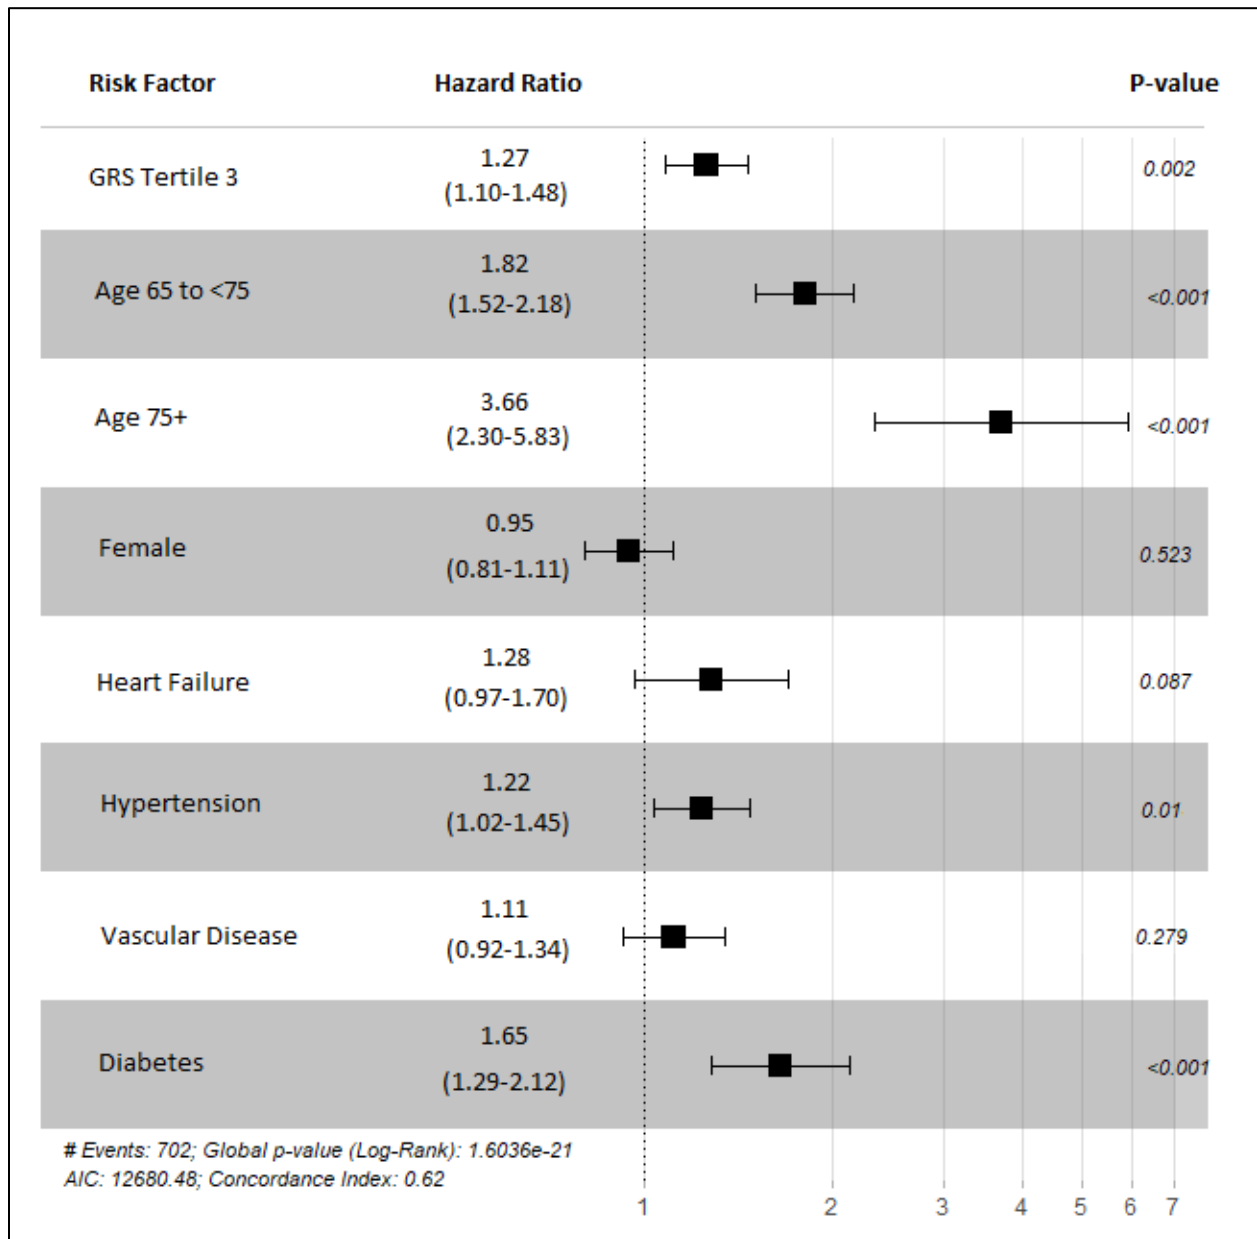 Risk Factor Hazard Ratio P-value
GRS Tertile 3 1.27 0.002
(1.10-1.48)
Age 65 to <75 1.82 <0.001
(1.52-2.18)
Age 75+ 3.66 <0.001
(2.30-5.83)
Female 0.95 0.523
(0.81-1.11)
Heart Failure 1.28 0.087
(0.97-1.70)
Hypertension 1.22 0.01
(1.02-1.45)
Vascular Disease 1.11 0.279
(0.92-1.34)
Diabetes 1.65 <0.001
(1.29-2.12)
# Events: 702; Global p-value (Log-Rank): 1.6036e-21
AIC: 12680.48; Concordance Index: 0.62
1 2 3 4 5 6 7